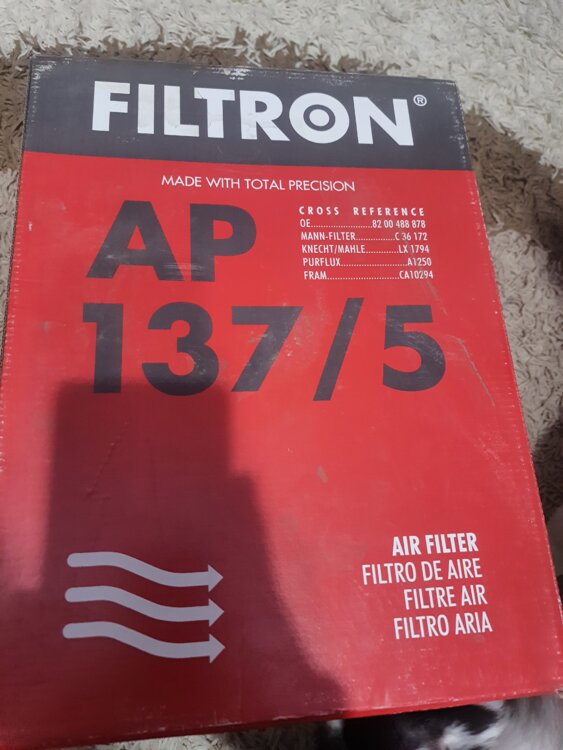 FILTRON®
MADE WITH TOTAL PRECISION
AP
137/5
CROSS REFERENCE
OE.......................82 00 488 878
MANN-FILTER...............C 36 172
KNECHT/MAHLE.............LX 1794
PURFLUX.........................A1250
FRAM...........................CA10294
AIR FILTER
FILTRO DE AIRE
FILTRE AIR
FILTRO ARIA